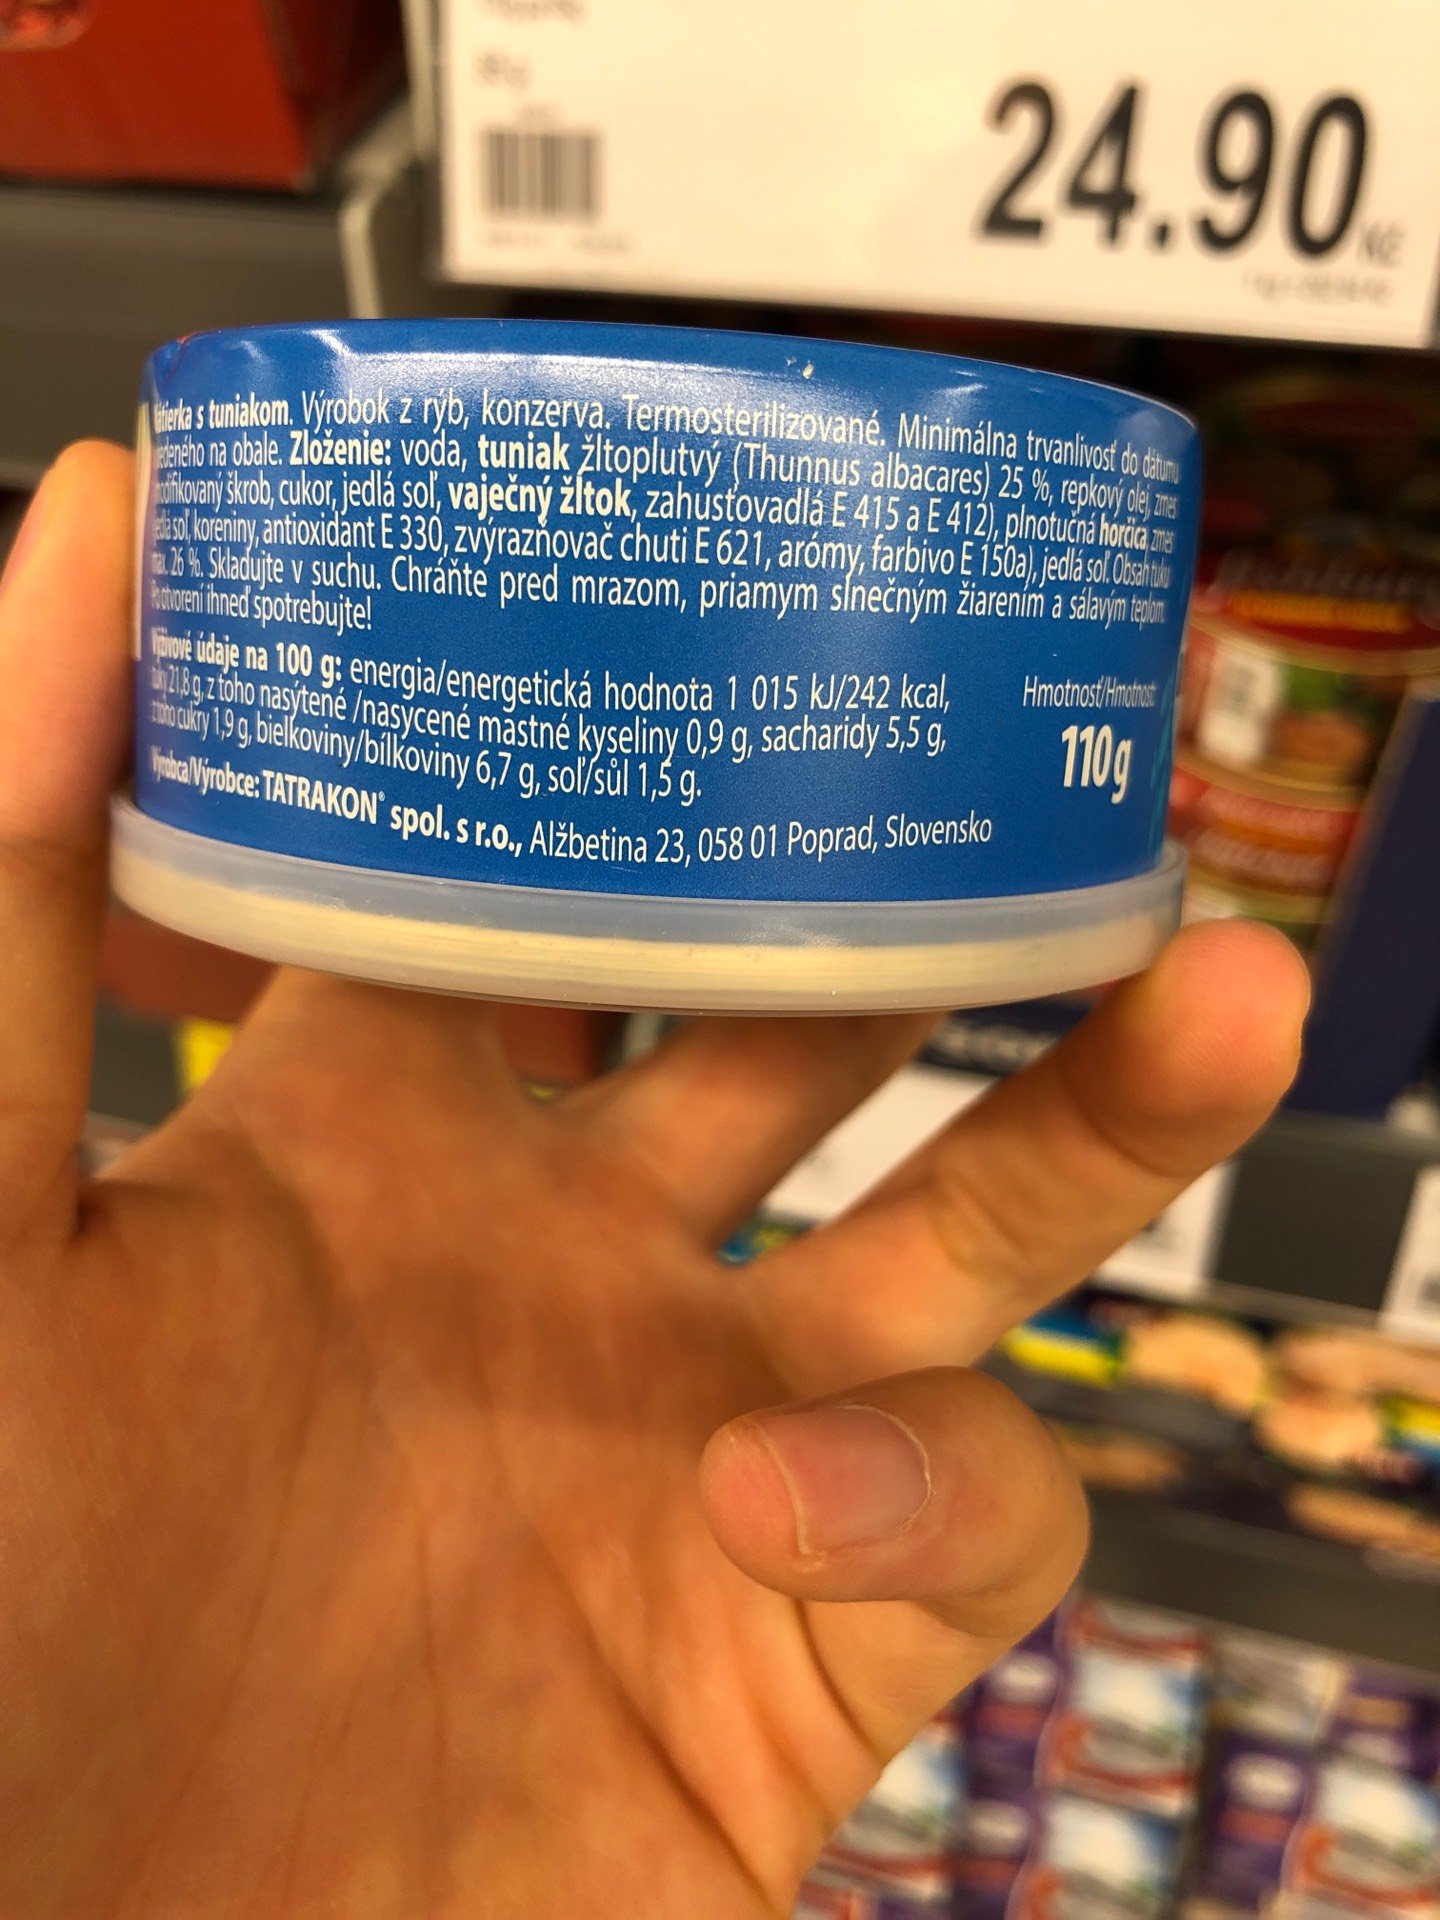 24.90
Kč
Nátierka s tuniakom. Výrobok z rýb, konzerva. Termosterilizované. Minimálna trvanlivosť do dátumu
uvedeného na obale. Zloženie: voda, tuniak žltoplutvý (Thunnus albacares) 25 %, repkový olej, zmes
modifikovaný škrob, cukor, jedlá soľ, vaječný žĺtok, zahusťovadlá E 415 a E 412), plnotučná horčica, zmes
jedlá soľ, koreniny, antioxidant E 330, zvýrazňovač chuti E 621, arómy, farbivo E 150a), jedlá soľ. Obsah tuku
max. 26 %. Skladujte v suchu. Chráňte pred mrazom, priamym slnečným žiarením a sálavým teplom.
Po otvorení ihneď spotrebujte!
Výživové údaje na 100 g: energia/energetická hodnota 1 015 kJ/242 kcal,
tuky 21,8 g, z toho nasýtené /nasycené mastné kyseliny 0,9 g, sacharidy 5,5 g,
z toho cukry 1,9 g, bielkoviny/bílkoviny 6,7 g, soľ/sůl 1,5 g.
Výrobca/Výrobce: TATRAKON® spol. s r.o., Alžbetina 23, 058 01 Poprad, Slovensko
Hmotnosť/Hmotnost:
110 g